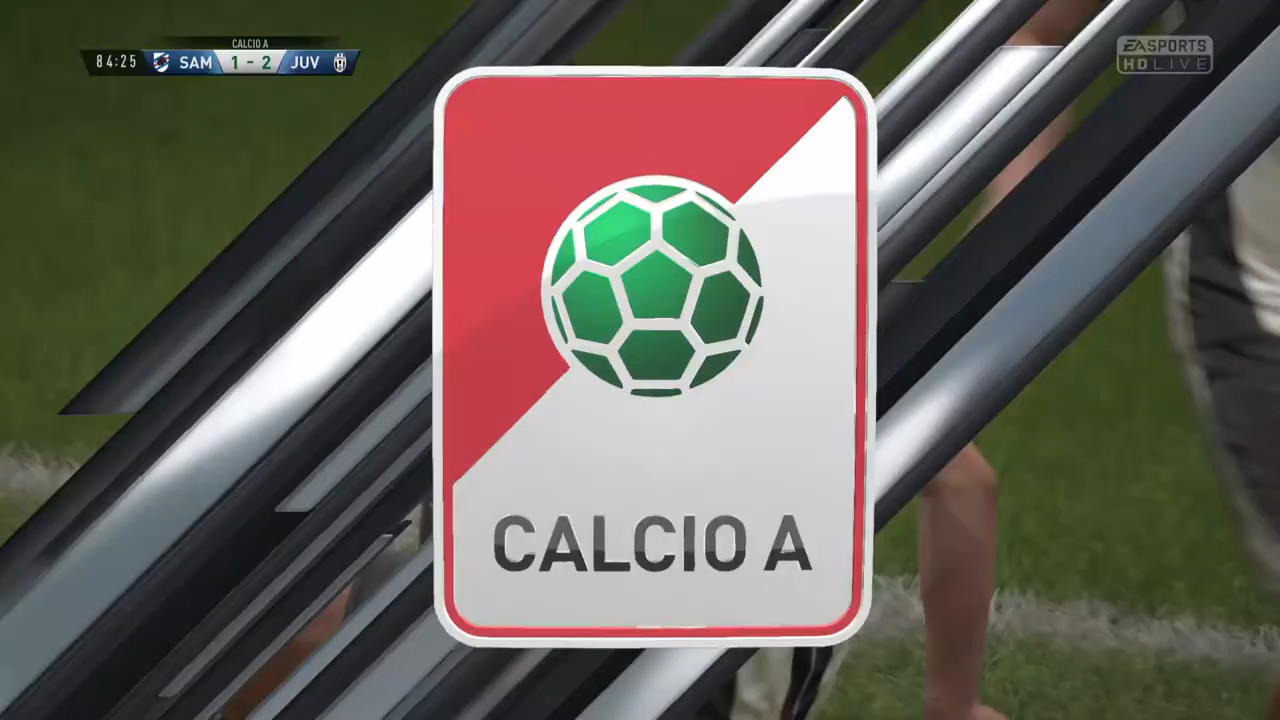 CALCIO A
84:25 SAM 1 - 2 JUV
EA SPORTS
HD LIVE
CALCIO A